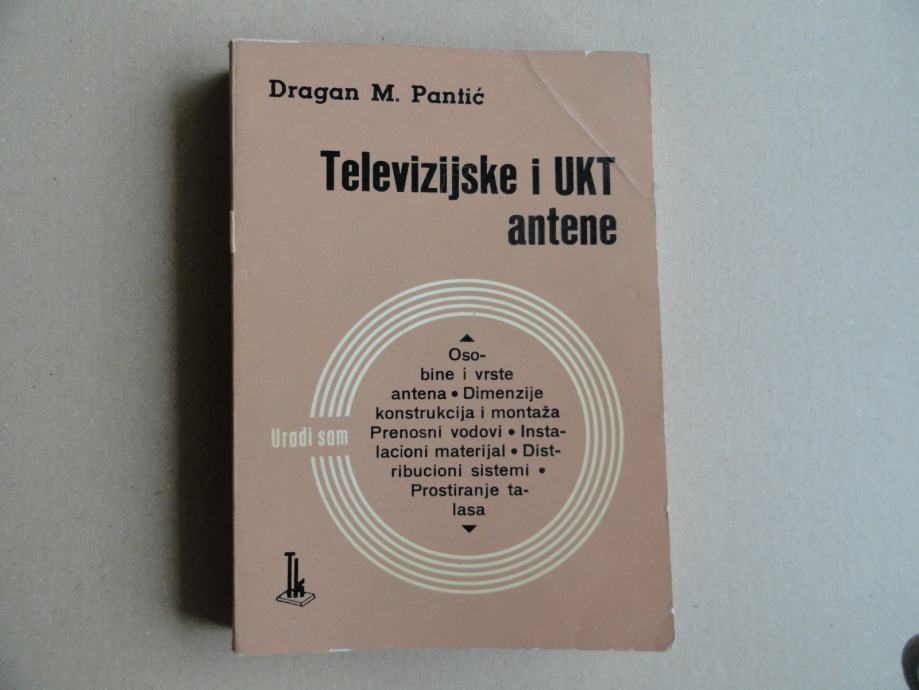 Dragan M. Pantić
Televizijske i UKT
antene
Oso-
bine i vrste
antena • Dimenzije
konstrukcija i montaža
Prenosni vodovi • Insta-
lacioni materijal • Dist-
ribucioni sistemi •
Prostiranje ta-
lasa
Uradi sam
Tk